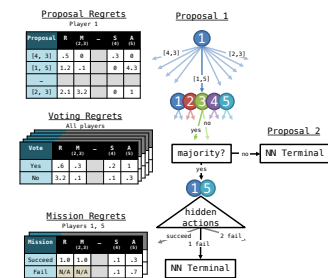 Proposal Regrets
Player 1
Proposal R M (2,3) … S (4) A (5)
[4, 3] .5 0 .3 0
[1, 5] 1.2 .1 0 4.3
…
[2, 3] 2.1 3.2 0 1
Voting Regrets
All players
Vote R M (2,3) … S (4) A (5)
Yes .6 .3 .2 1
No 3.2 .1 .1 .3
Mission Regrets
Players 1, 5
Mission R M (2,3) … S (4) A (5)
Succeed 1.0 1.0 .1 .3
Fail N/A N/A .1 .7
Proposal 1
1
[4,3] [2,3]
[1,5]
1 2 3 4 5
no
yes
Proposal 2
majority? no NN Terminal
yes
1 5
hidden
actions
succeed 2 fail
1 fail
NN Terminal